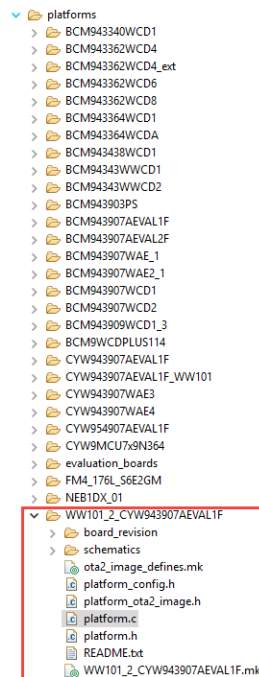 platforms
BCM943340WCD1
BCM943362WCD4
BCM943362WCD4_ext
BCM943362WCD6
BCM943362WCD8
BCM943364WCD1
BCM943364WCDA
BCM943438WCD1
BCM94343WWCD1
BCM94343WWCD2
BCM943903PS
BCM943907AEVAL1F
BCM943907AEVAL2F
BCM943907WAE_1
BCM943907WAE2_1
BCM943907WCD1
BCM943907WCD2
BCM943909WCD1_3
BCM9WCDPLUS114
CYW943907AEVAL1F
CYW943907AEVAL1F_WW101
CYW943907WAE3
CYW943907WAE4
CYW954907AEVAL1F
CYW9MCU7x9N364
evaluation_boards
FM4_176L_S6E2GM
NEB1DX_01
WW101_2_CYW943907AEVAL1F
board_revision
schematics
ota2_image_defines.mk
platform_config.h
platform_ota2_image.h
platform.c
platform.h
README.txt
WW101_2_CYW943907AEVAL1F.mk